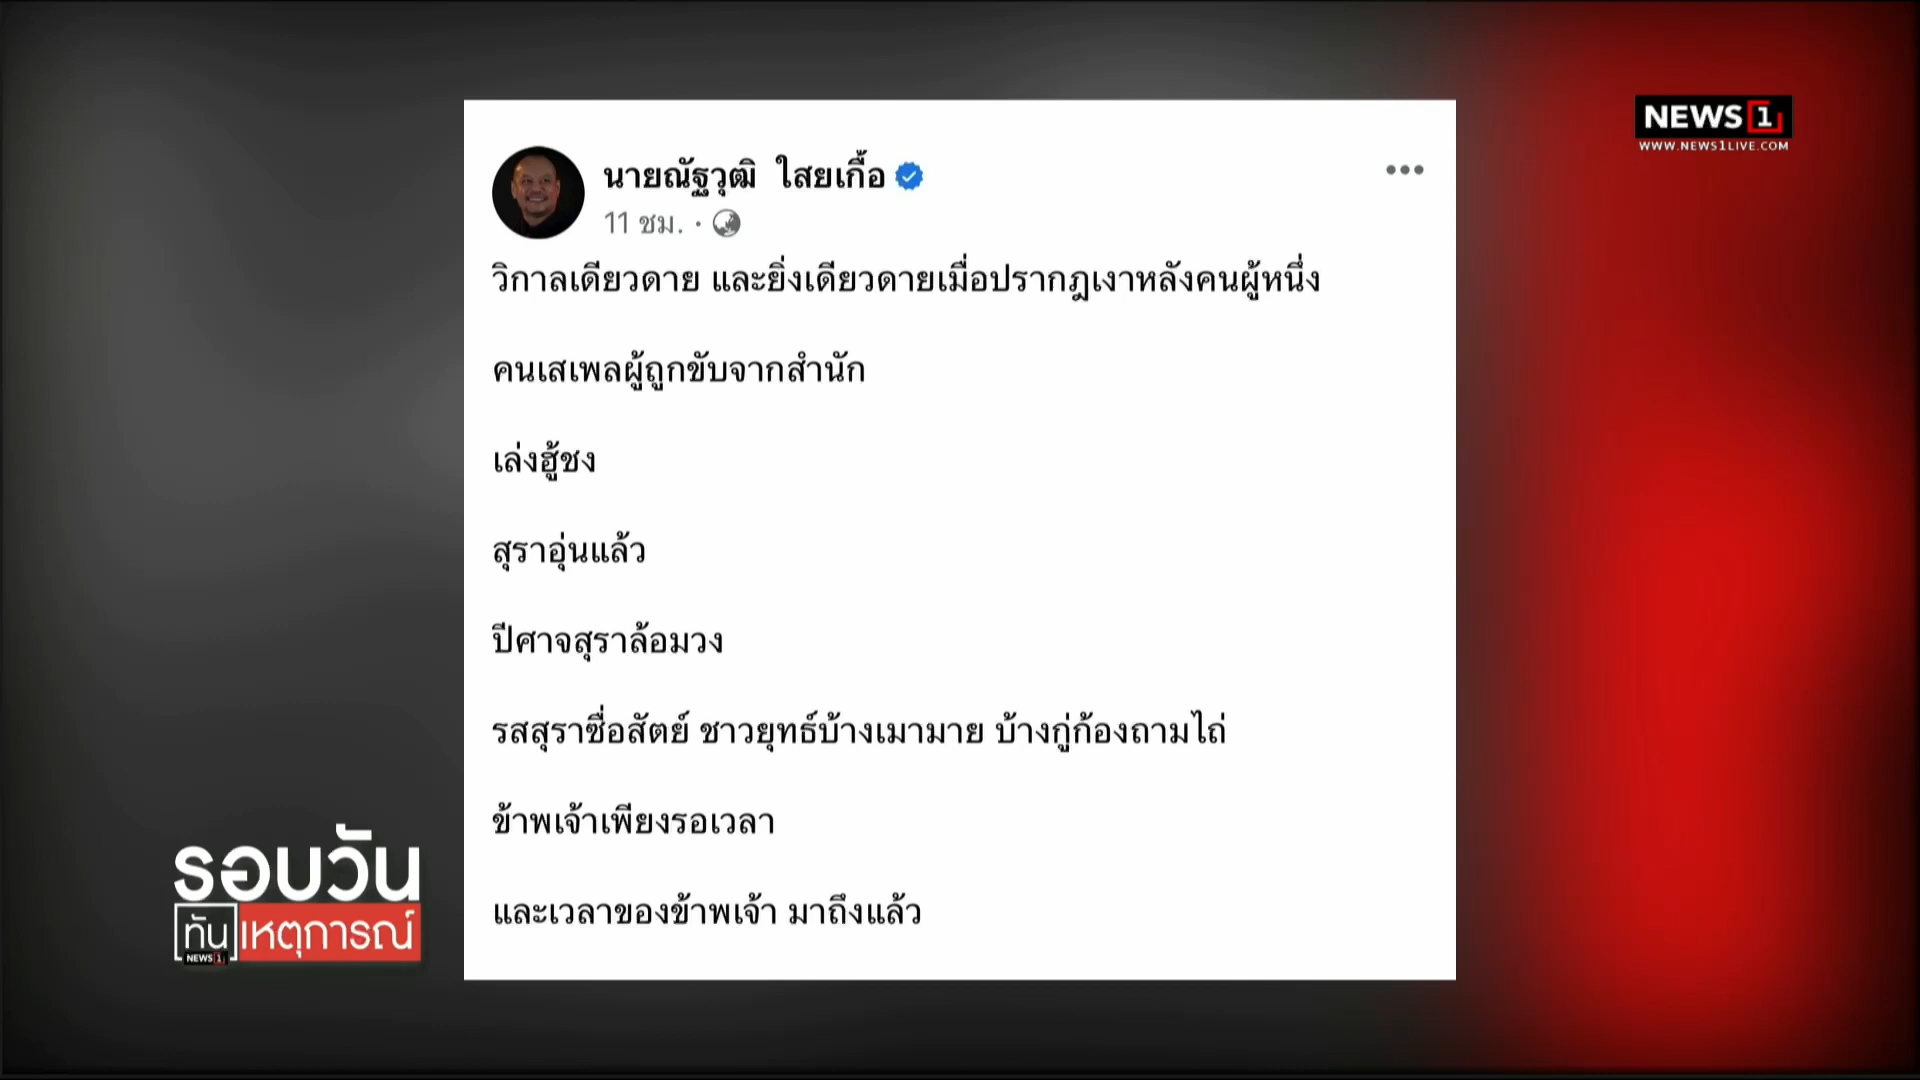 NEWS 1
WWW.NEWS1LIVE.COM
นายณัฐวุฒิ ใสยเกื้อ
11 ชม. ·
วิกาลเดียวดาย และยิ่งเดียวดายเมื่อปรากฎเงาหลังคนผู้หนึ่ง
คนเสเพลผู้ถูกขับจากสำนัก
เล่งฮู้ชง
สุราอุ่นแล้ว
ปีศาจสุราล้อมวง
รสสุราซื่อสัตย์ ชาวยุทธ์บ้างเมามาย บ้างกู่ก้องถามไถ่
ข้าพเจ้าเพียงรอเวลา
และเวลาของข้าพเจ้า มาถึงแล้ว
รอบวัน
ทันเหตุการณ์
NEWS 1